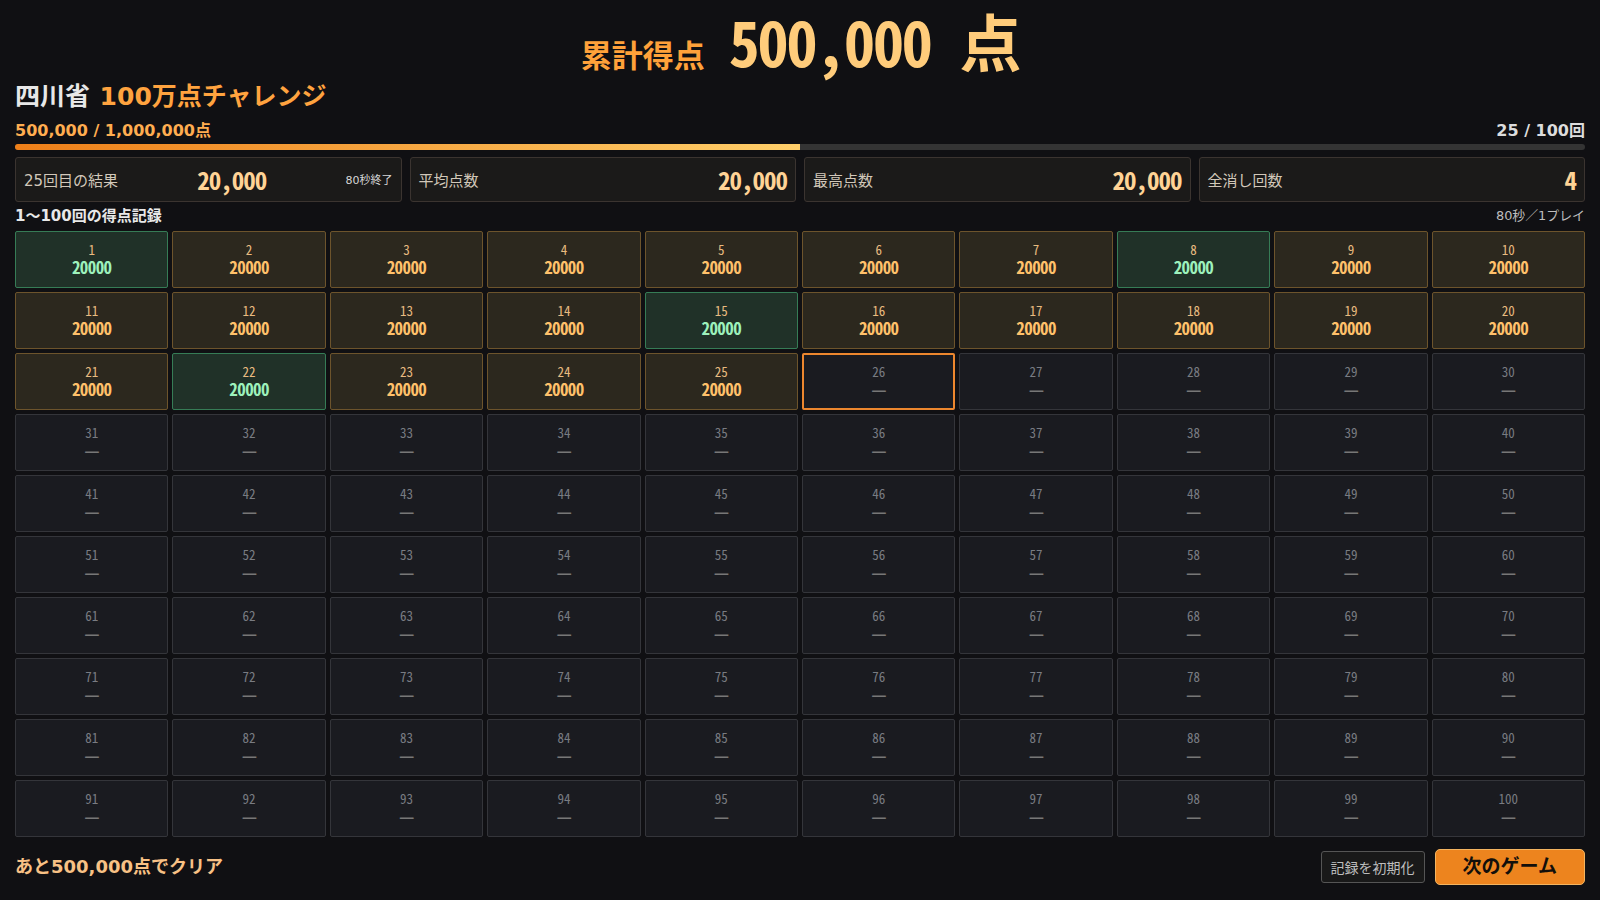 累計得点 500,000 点
四川省 100万点チャレンジ
500,000 / 1,000,000点 25 / 100回
25回目の結果 20,000 80秒終了 平均点数 20,000 最高点数 20,000 全消し回数 4
1～100回の得点記録 80秒／1プレイ
1 2 3 4 5 6 7 8 9 10
20000 20000 20000 20000 20000 20000 20000 20000 20000 20000
11 12 13 14 15 16 17 18 19 20
20000 20000 20000 20000 20000 20000 20000 20000 20000 20000
21 22 23 24 25 26 27 28 29 30
20000 20000 20000 20000 20000 — — — — —
31 32 33 34 35 36 37 38 39 40
— — — — — — — — — —
41 42 43 44 45 46 47 48 49 50
— — — — — — — — — —
51 52 53 54 55 56 57 58 59 60
— — — — — — — — — —
61 62 63 64 65 66 67 68 69 70
— — — — — — — — — —
71 72 73 74 75 76 77 78 79 80
— — — — — — — — — —
81 82 83 84 85 86 87 88 89 90
— — — — — — — — — —
91 92 93 94 95 96 97 98 99 100
— — — — — — — — — —
あと500,000点でクリア 記録を初期化 次のゲーム